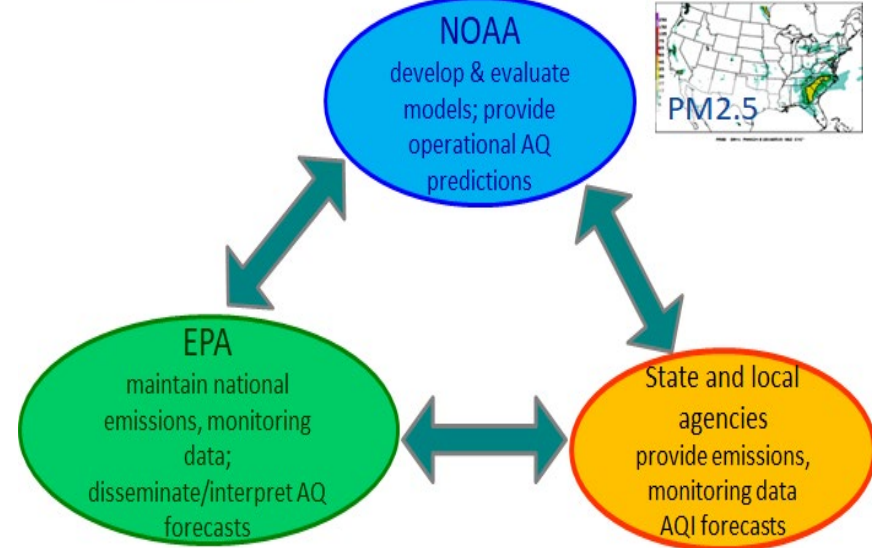 NOAA
develop & evaluate
models; provide
operational AQ
predictions
PM2.5
EPA
maintain national
emissions, monitoring
data;
disseminate/interpret AQ
forecasts
State and local
agencies
provide emissions,
monitoring data
AQI forecasts